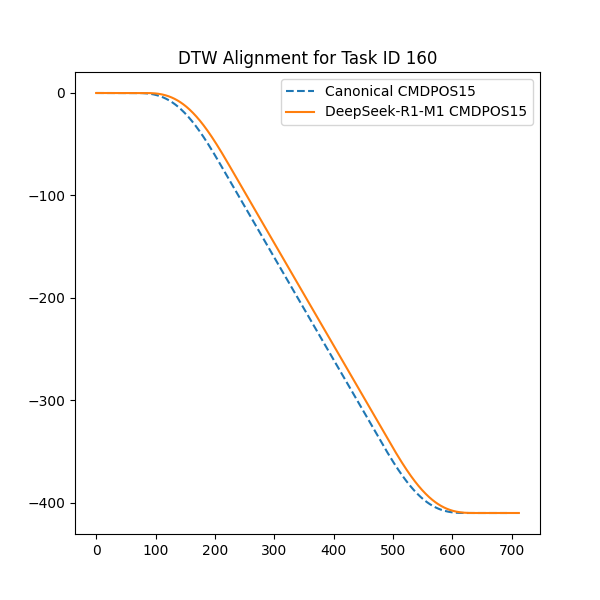 DTW Alignment for Task ID 160
Canonical CMDPOS15
DeepSeek-R1-M1 CMDPOS15
0
−100
−200
−300
−400
0 100 200 300 400 500 600 700